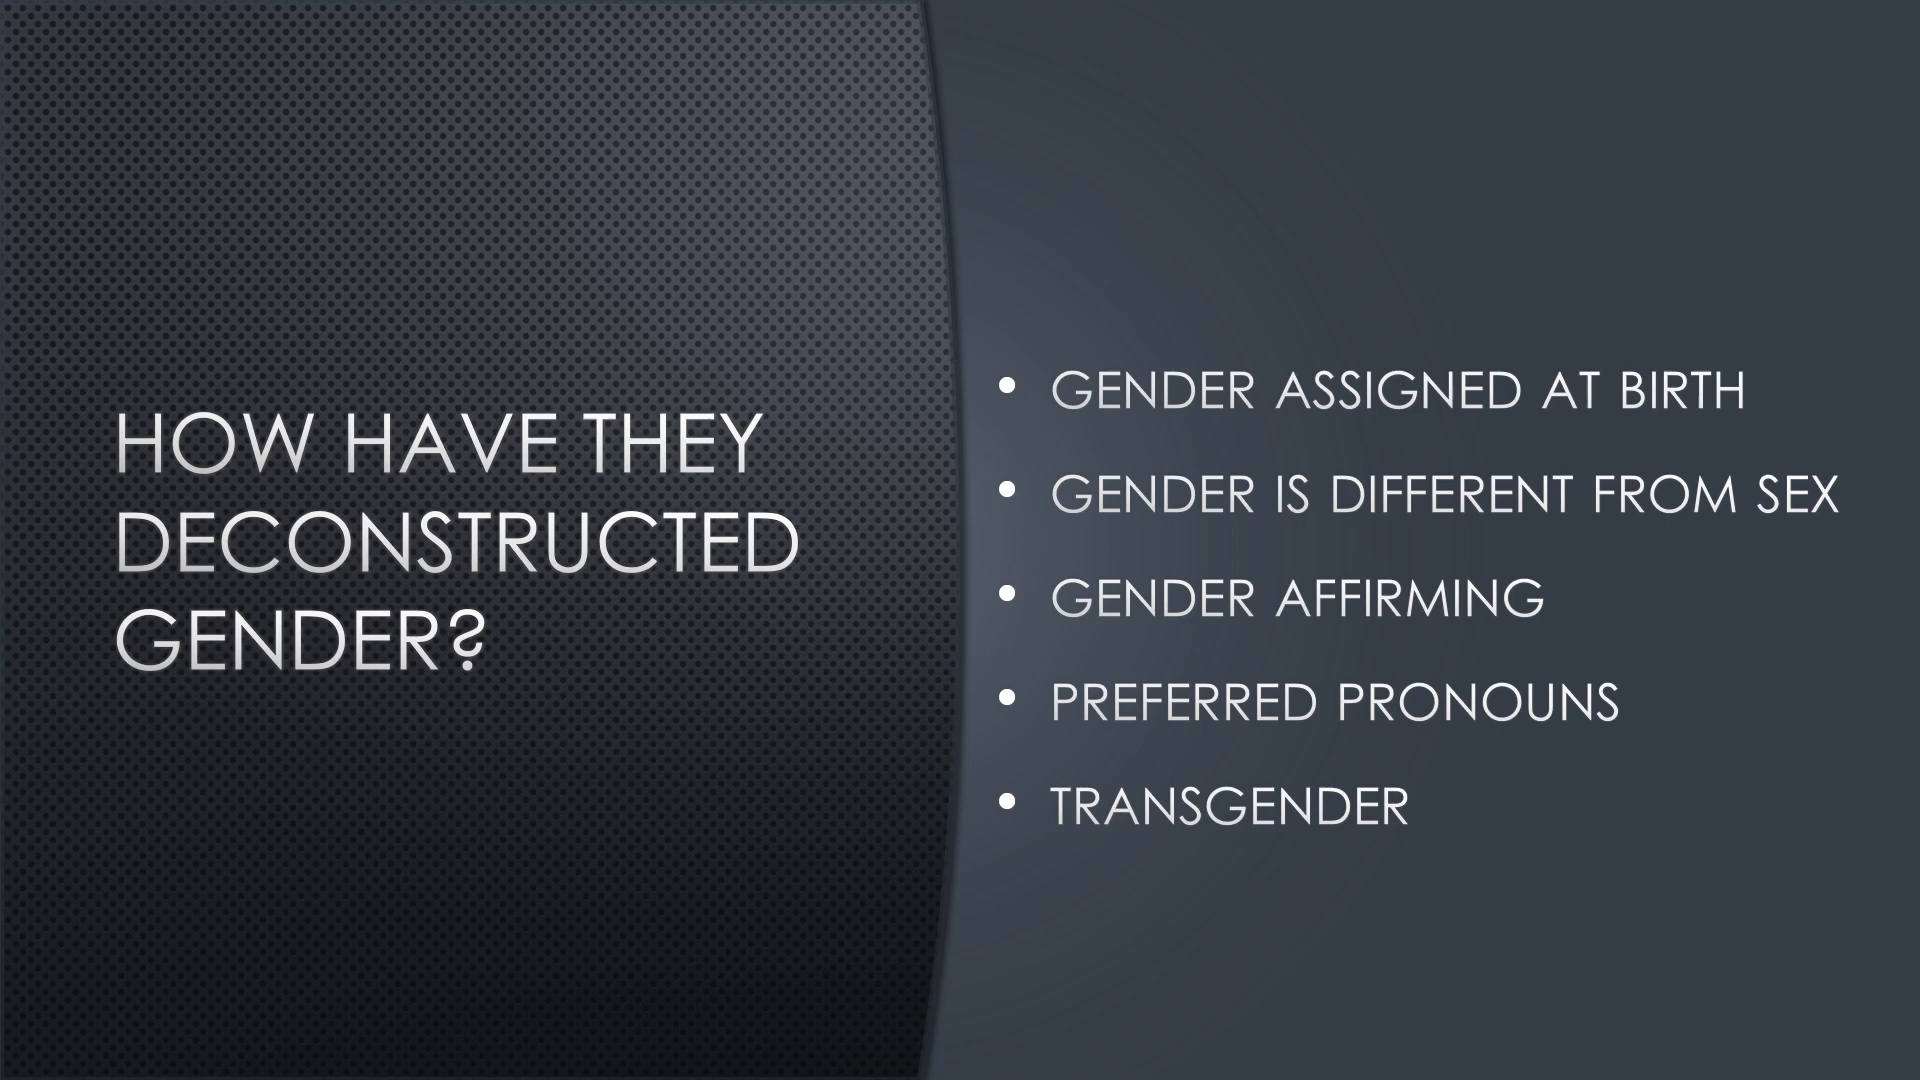 HOW HAVE THEY
DECONSTRUCTED
GENDER?
• GENDER ASSIGNED AT BIRTH
• GENDER IS DIFFERENT FROM SEX
• GENDER AFFIRMING
• PREFERRED PRONOUNS
• TRANSGENDER